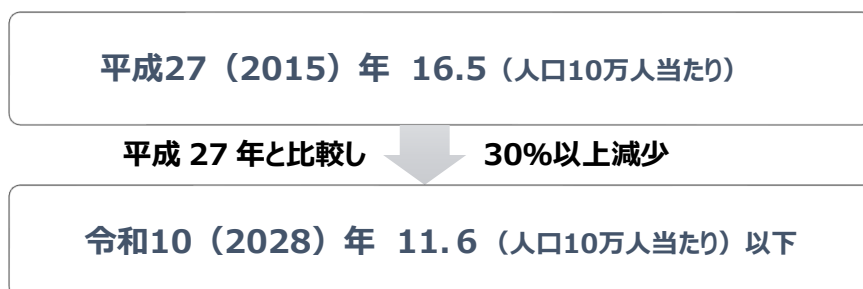 平成27（2015）年 16.5（人口10万人当たり）
平成 27 年と比較し 30%以上減少
令和10（2028）年 11.6（人口10万人当たり）以下